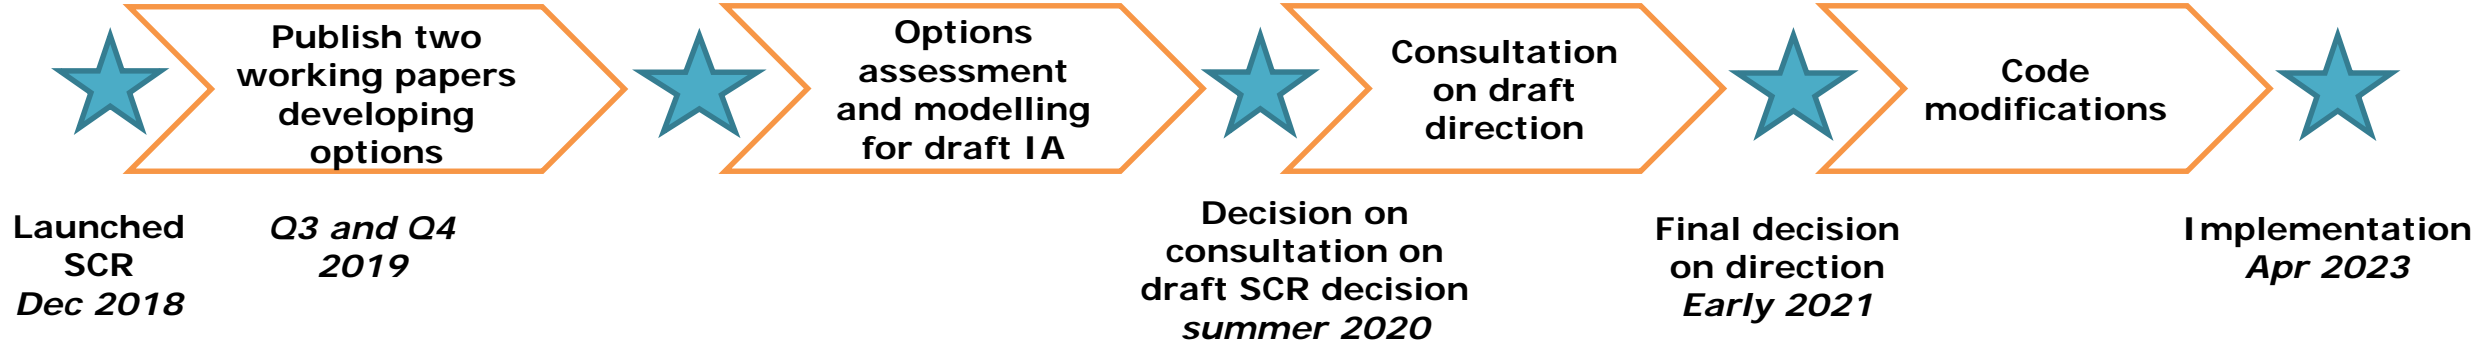 Publish two
working papers
developing
options
Options
assessment
and modelling
for draft IA
Consultation
on draft
direction
Code
modifications
Launched
SCR
Dec 2018
Q3 and Q4
2019
Decision on
consultation on
draft SCR decision
summer 2020
Final decision
on direction
Early 2021
Implementation
Apr 2023